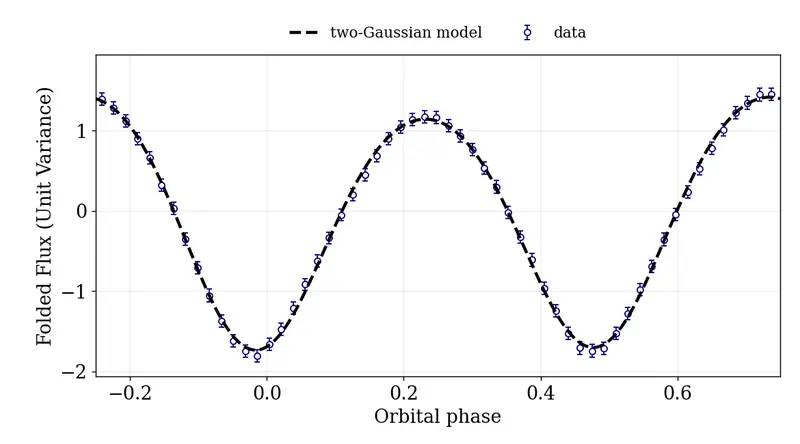 two-Gaussian model data
Folded Flux (Unit Variance)
1
0
−1
−2
−0.2 0.0 0.2 0.4 0.6
Orbital phase